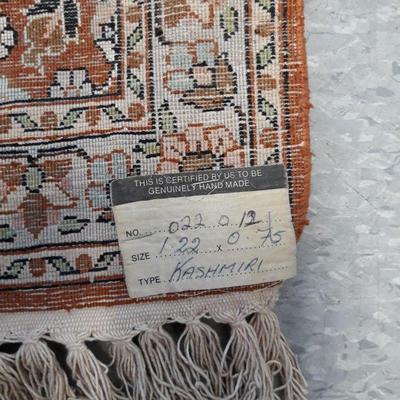 THIS IS CERTIFIED BY US TO BE
GENUINELY HAND MADE
NO. 022 0 12
SIZE 1.22 x 0.75
TYPE KASHMIRI